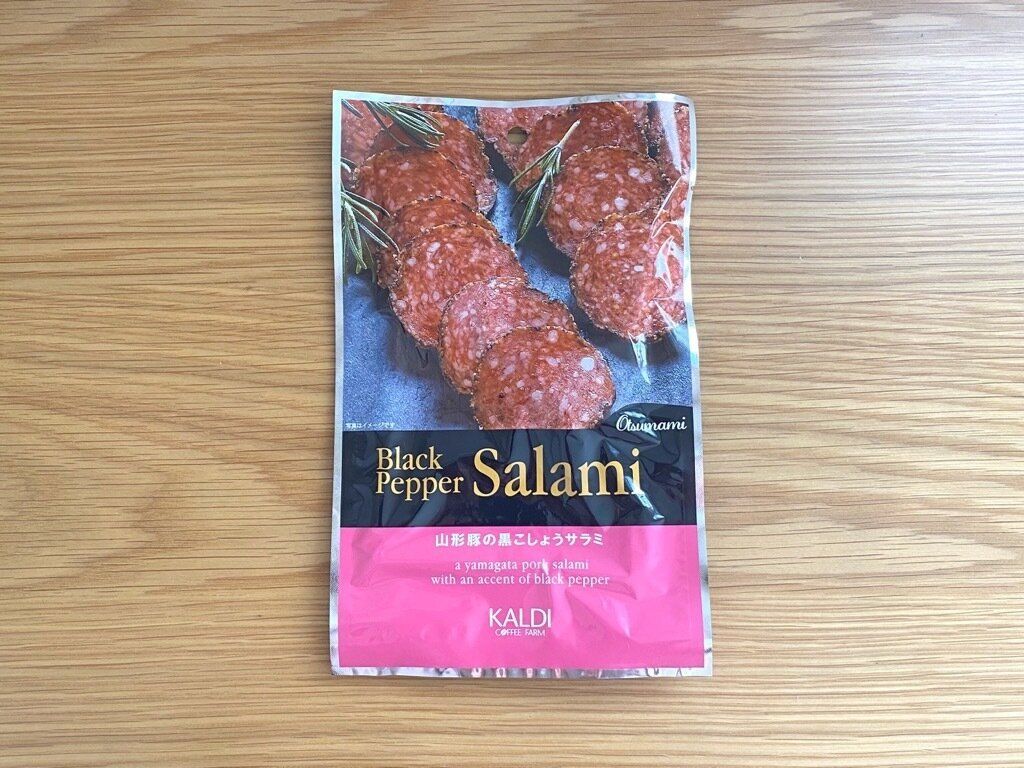 写真はイメージです
Otsumami
Black
Pepper
Salami
山形豚の黒こしょうサラミ
a yamagata pork salami
with an accent of black pepper
KALDI
COFFEE FARM